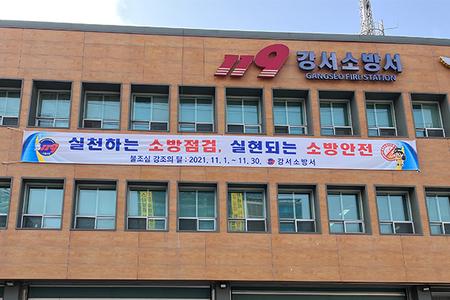 119 강서소방서
GANGSEO FIRE STATION
119 실천하는 소방점검, 실현되는 소방안전
불조심 강조의 달 : 2021. 11. 1. ~ 11. 30. 강서소방서